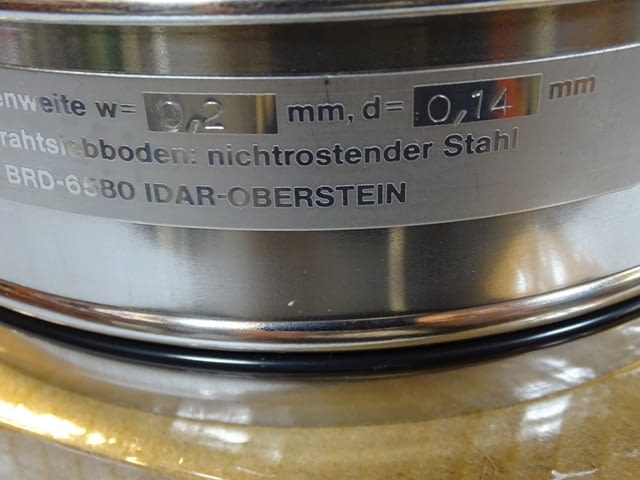 enweite w= 0,2 mm, d= 0,14 mm
rahtsiebboden: nichtrostender Stahl
BRD-6580 IDAR-OBERSTEIN